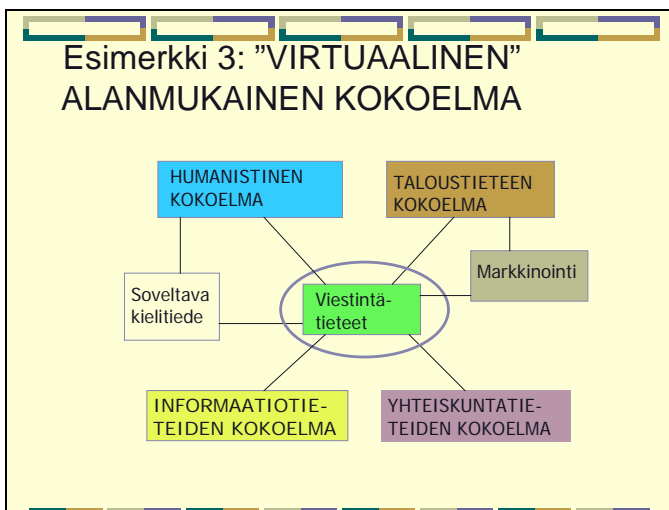 Esimerkki 3: ”VIRTUAALINEN”
ALANMUKAINEN KOKOELMA
HUMANISTINEN
KOKOELMA
TALOUSTIETEEN
KOKOELMA
Soveltava
kielitiede
Viestintä-
tieteet
Markkinointi
INFORMAATIOTIE-
TEIDEN KOKOELMA
YHTEISKUNTATIE-
TEIDEN KOKOELMA